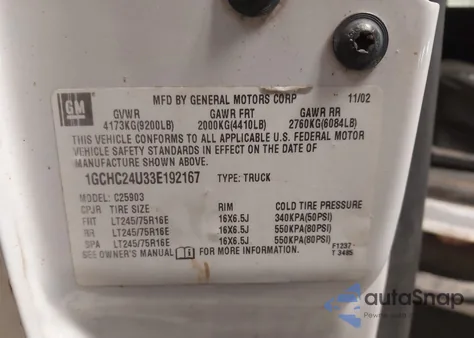 GM
MFD BY GENERAL MOTORS CORP 11/02
GVWR GAWR FRT GAWR RR
4173KG(9200LB) 2000KG(4410LB) 2760KG(6084LB)
THIS VEHICLE CONFORMS TO ALL APPLICABLE U.S. FEDERAL MOTOR
VEHICLE SAFETY STANDARDS IN EFFECT ON THE DATE OF
MANUFACTURE SHOWN ABOVE.
1GCHC24U33E192167 TYPE: TRUCK
MODEL: C25903
CPJR TIRE SIZE RIM COLD TIRE PRESSURE
FRT LT245/75R16E 16X6.5J 340KPA(50PSI)
RR LT245/75R16E 16X6.5J 550KPA(80PSI)
SPA LT245/75R16E 16X6.5J 550KPA(80PSI)
SEE OWNER'S MANUAL FOR MORE INFORMATION F1237
T 3485
autoSnap